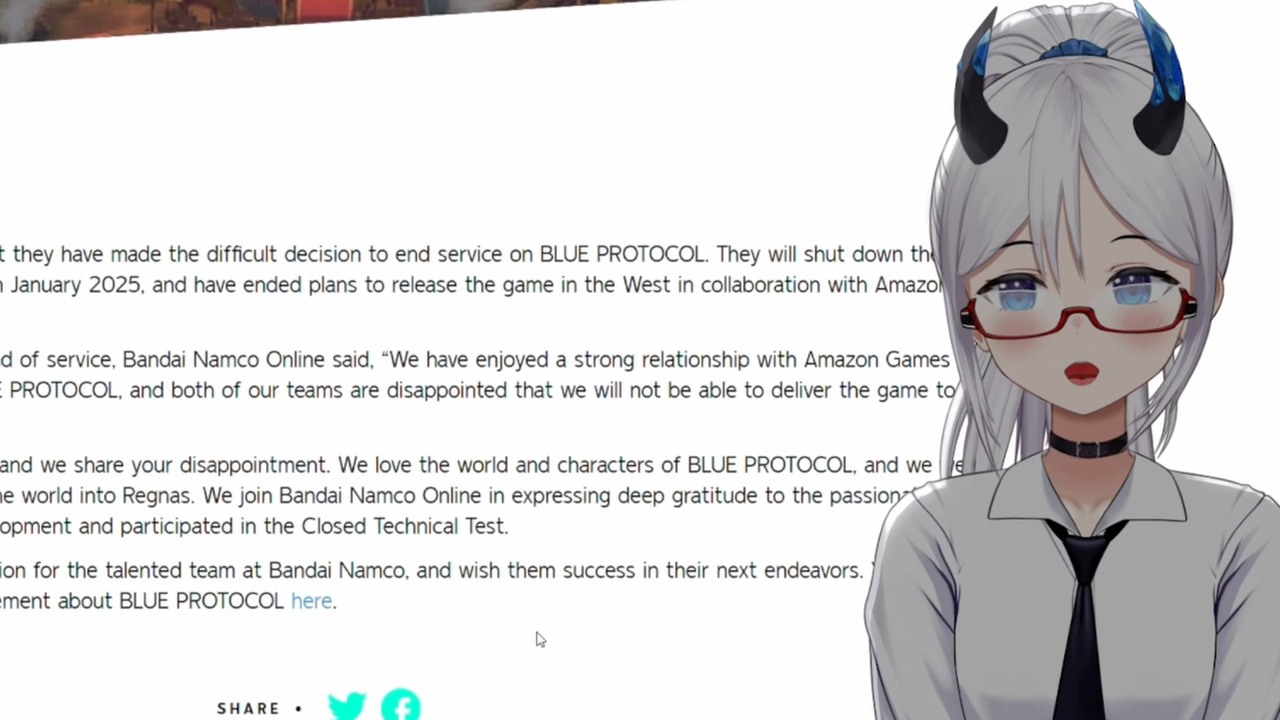 t they have made the difficult decision to end service on BLUE PROTOCOL. They will shut down the
January 2025, and have ended plans to release the game in the West in collaboration with Amazon
d of service, Bandai Namco Online said, “We have enjoyed a strong relationship with Amazon Games
E PROTOCOL, and both of our teams are disappointed that we will not be able to deliver the game to
and we share your disappointment. We love the world and characters of BLUE PROTOCOL, and we
e world into Regnas. We join Bandai Namco Online in expressing deep gratitude to the passiona
opment and participated in the Closed Technical Test.
ion for the talented team at Bandai Namco, and wish them success in their next endeavors.
ement about BLUE PROTOCOL here.
SHARE •